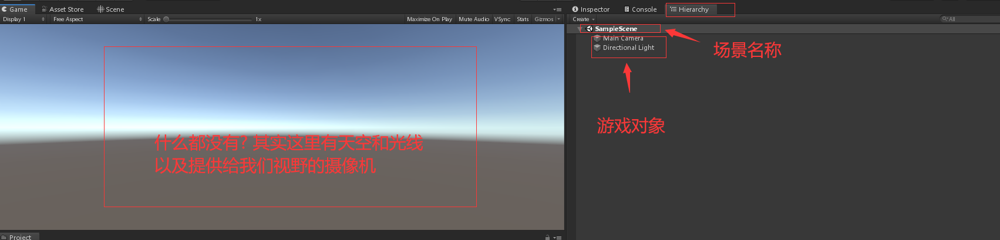 Game Asset Store Scene
Display 1 Free Aspect Scale 1x Maximize On Play Mute Audio VSync Stats Gizmos
什么都没有?其实这里有天空和光线
以及提供给我们视野的摄像机
Project
Inspector Console Hierarchy
Create All
SampleScene
Main Camera
Directional Light
场景名称
游戏对象